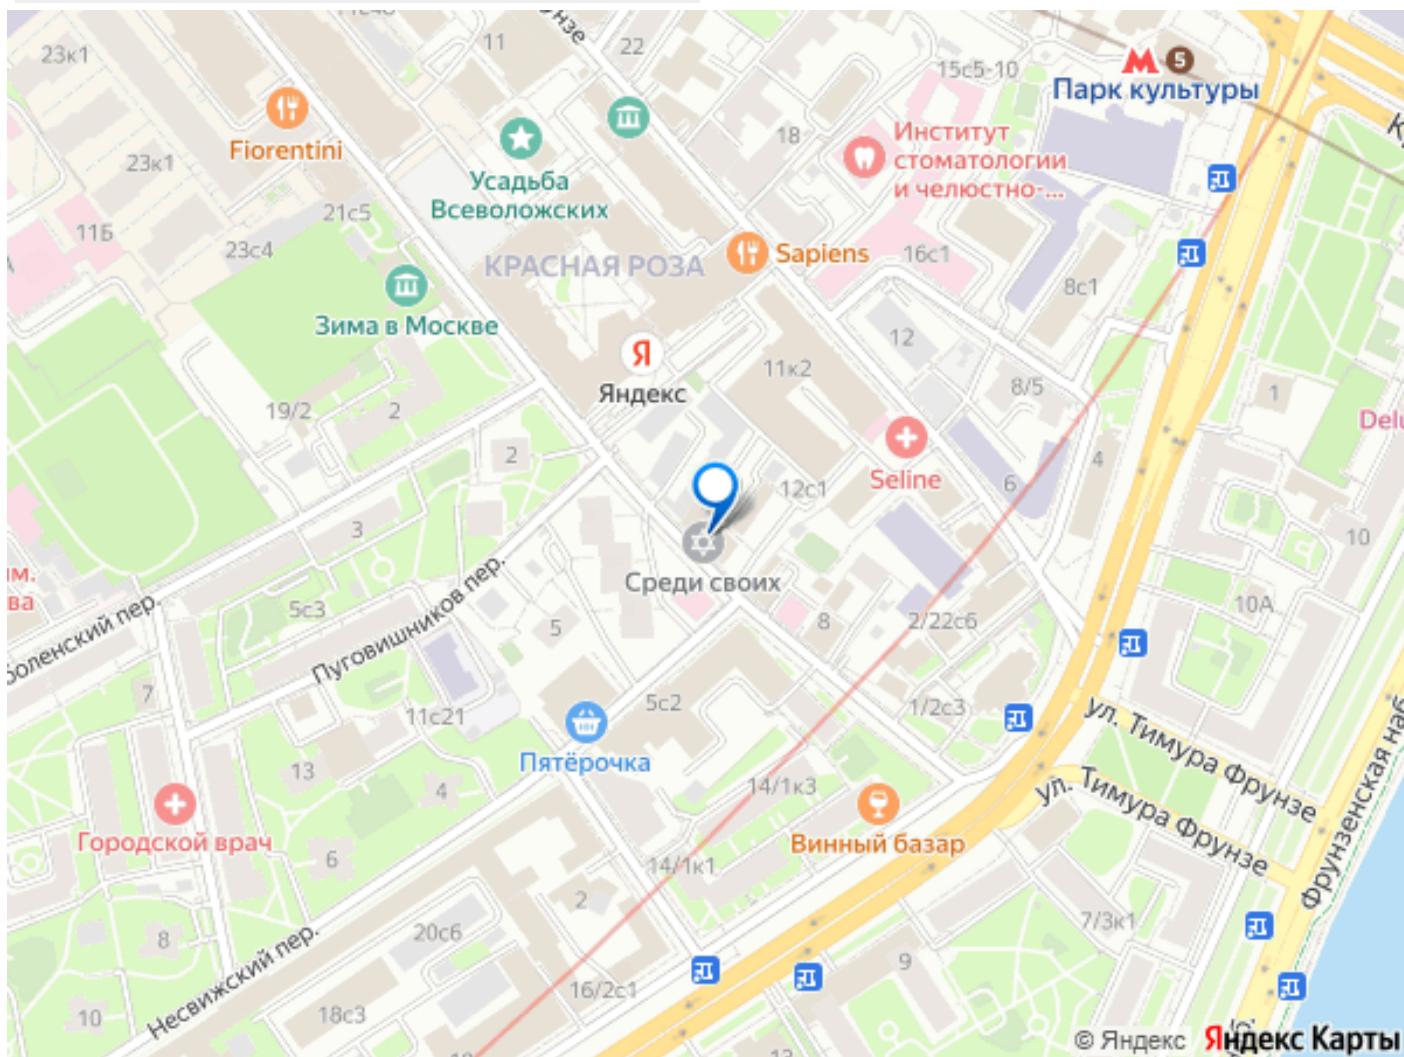 23к1
11
22
15с5-10
5
Парк культуры
Fiorentini
23к1
Усадьба
Всеволожских
18
Институт
стоматологии
и челюстно-...
11Б
21с5
23с4
КРАСНАЯ РОЗА
Sapiens
16с1
8с1
Зима в Москве
Я
Яндекс
12
11к2
8/5
1
19/2
2
2
Seline
4
6
12с1
10
3
Среди своих
5с3
Пуговишников пер.
5
8
2/22с6
10А
7
11с21
5с2
1/2с3
ул. Тимура Фрунзе
Пятёрочка
13
4
14/1к3
ул. Тимура Фрунзе
Городской врач
6
Винный базар
14/1к1
2
7/3к1
8
20с6
Несвижский пер.
9
16/2с1
18с3
10
© Яндекс Яндекс Карты